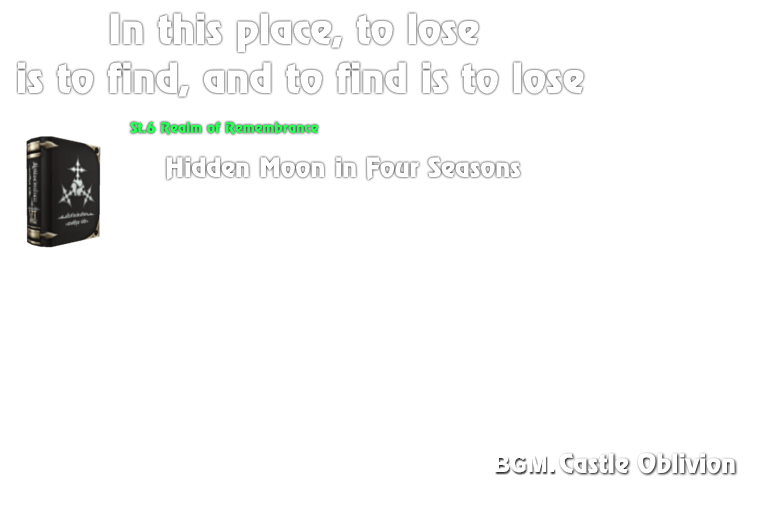 In this place, to lose
is to find, and to find is to lose
St.6 Realm of Remembrance
Hidden Moon in Four Seasons
BGM. Castle Oblivion